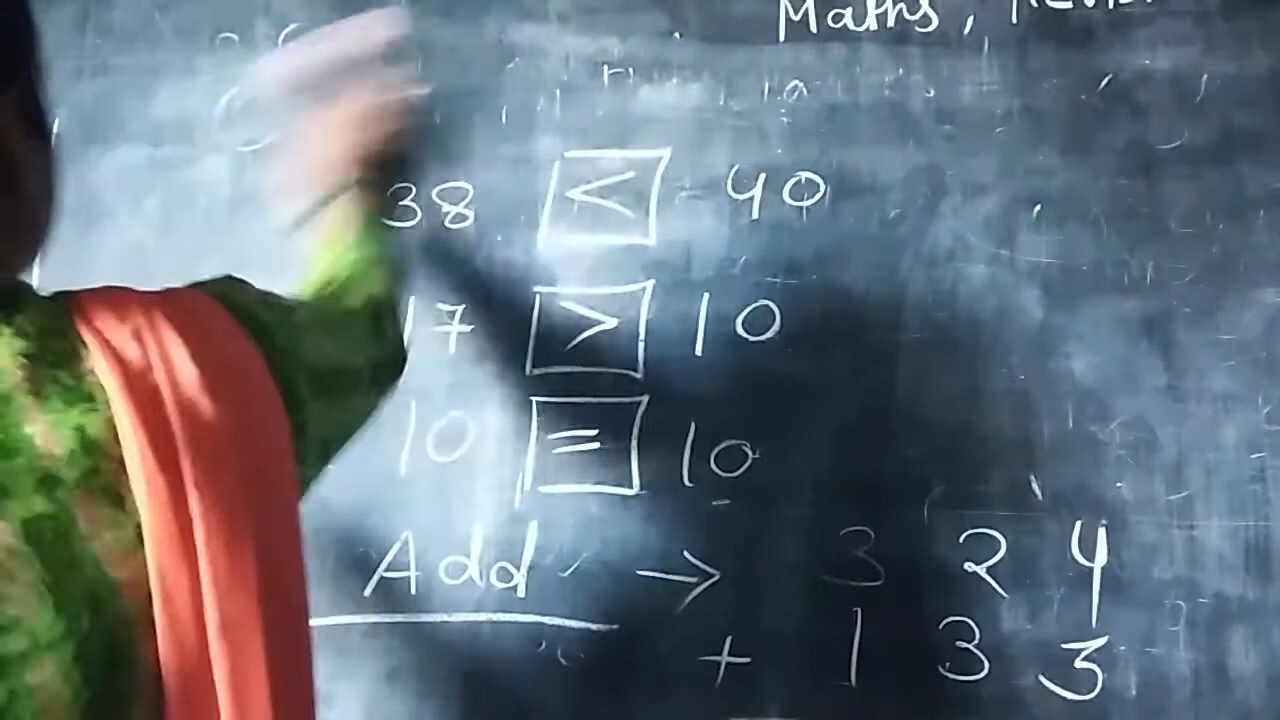 Maths,
38 < 40
17 > 10
10 = 10
Add → 3 2 4
+ 1 3 3